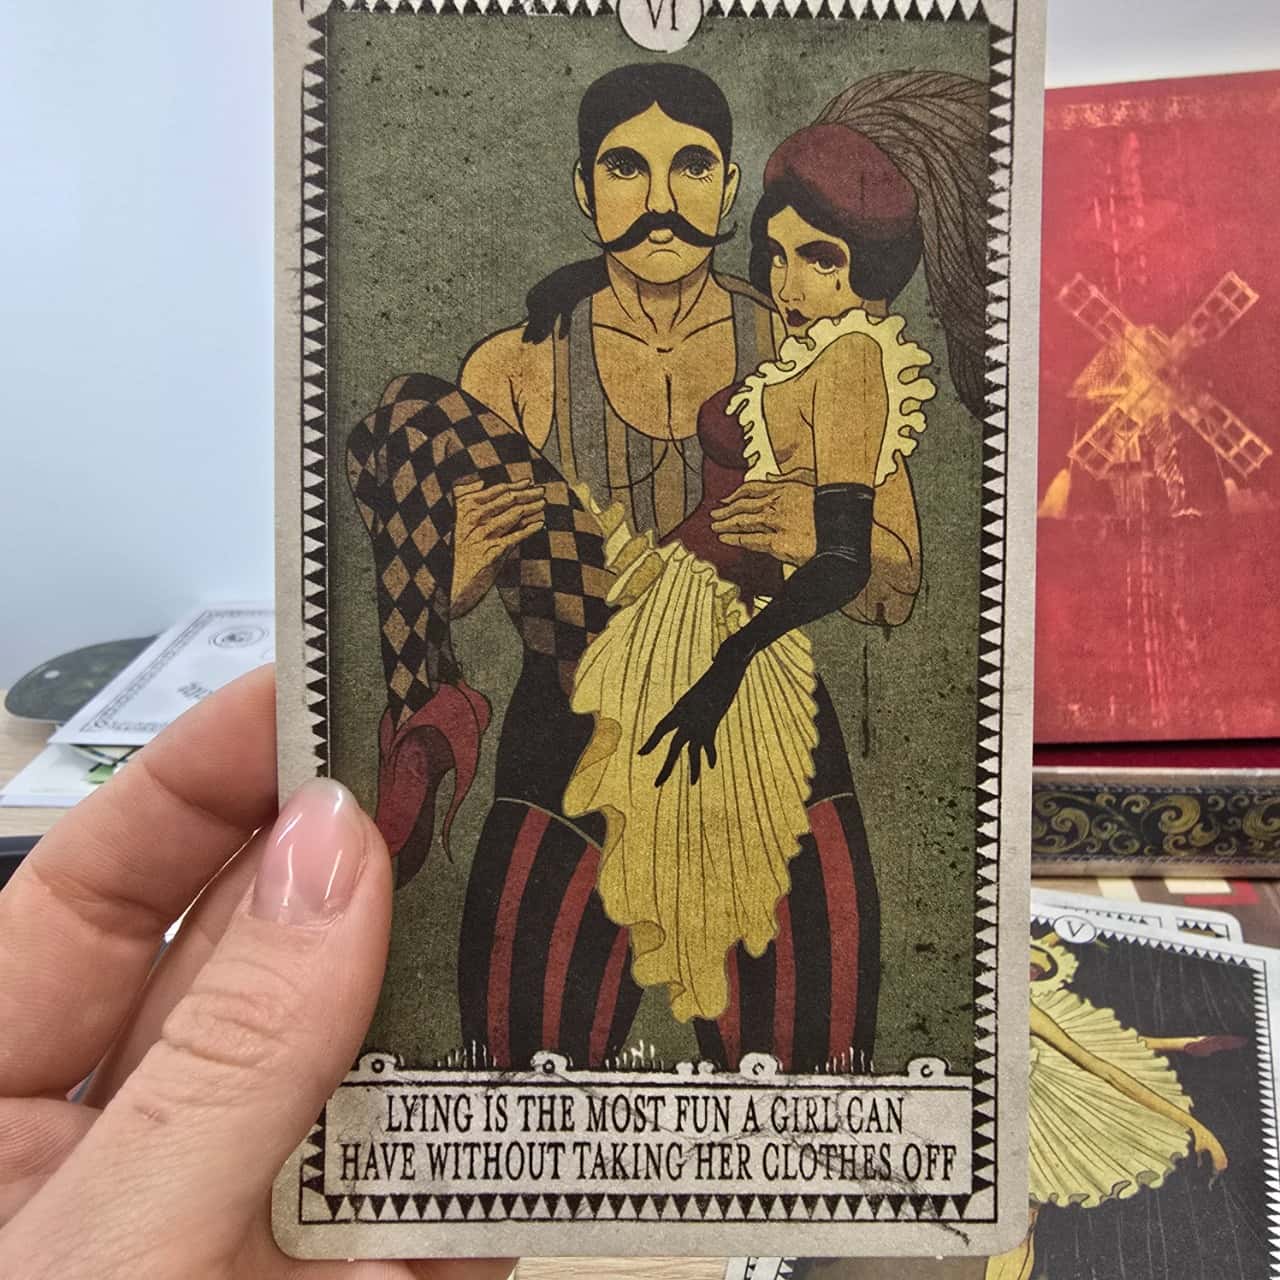 VI
LYING IS THE MOST FUN A GIRL CAN
HAVE WITHOUT TAKING HER CLOTHES OFF
V